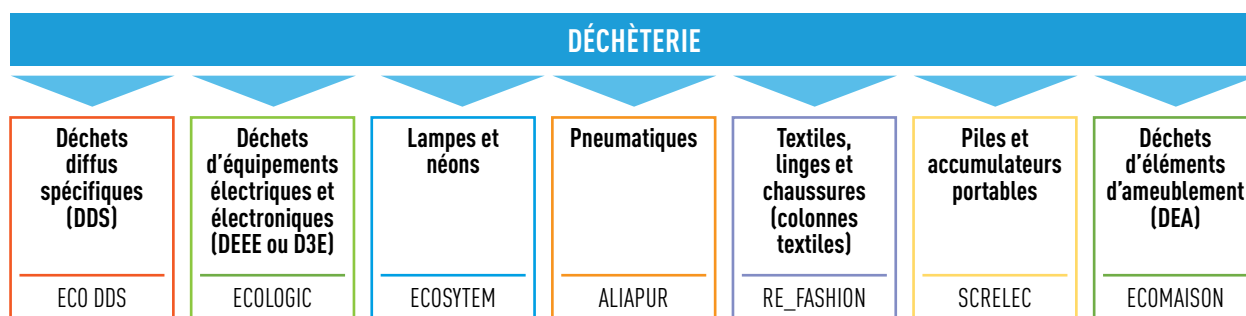 DÉCHÈTERIE
Déchets
diffus
spécifiques
(DDS)
ECO DDS
Déchets
d'équipements
électriques et
électroniques
(DEEE ou D3E)
ECOLOGIC
Lampes et
néons
ECOSYTEM
Pneumatiques
ALIAPUR
Textiles,
linges et
chaussures
(colonnes
textiles)
RE_FASHION
Piles et
accumulateurs
portables
SCRELEC
Déchets
d'éléments
d'ameublement
(DEA)
ECOMAISON